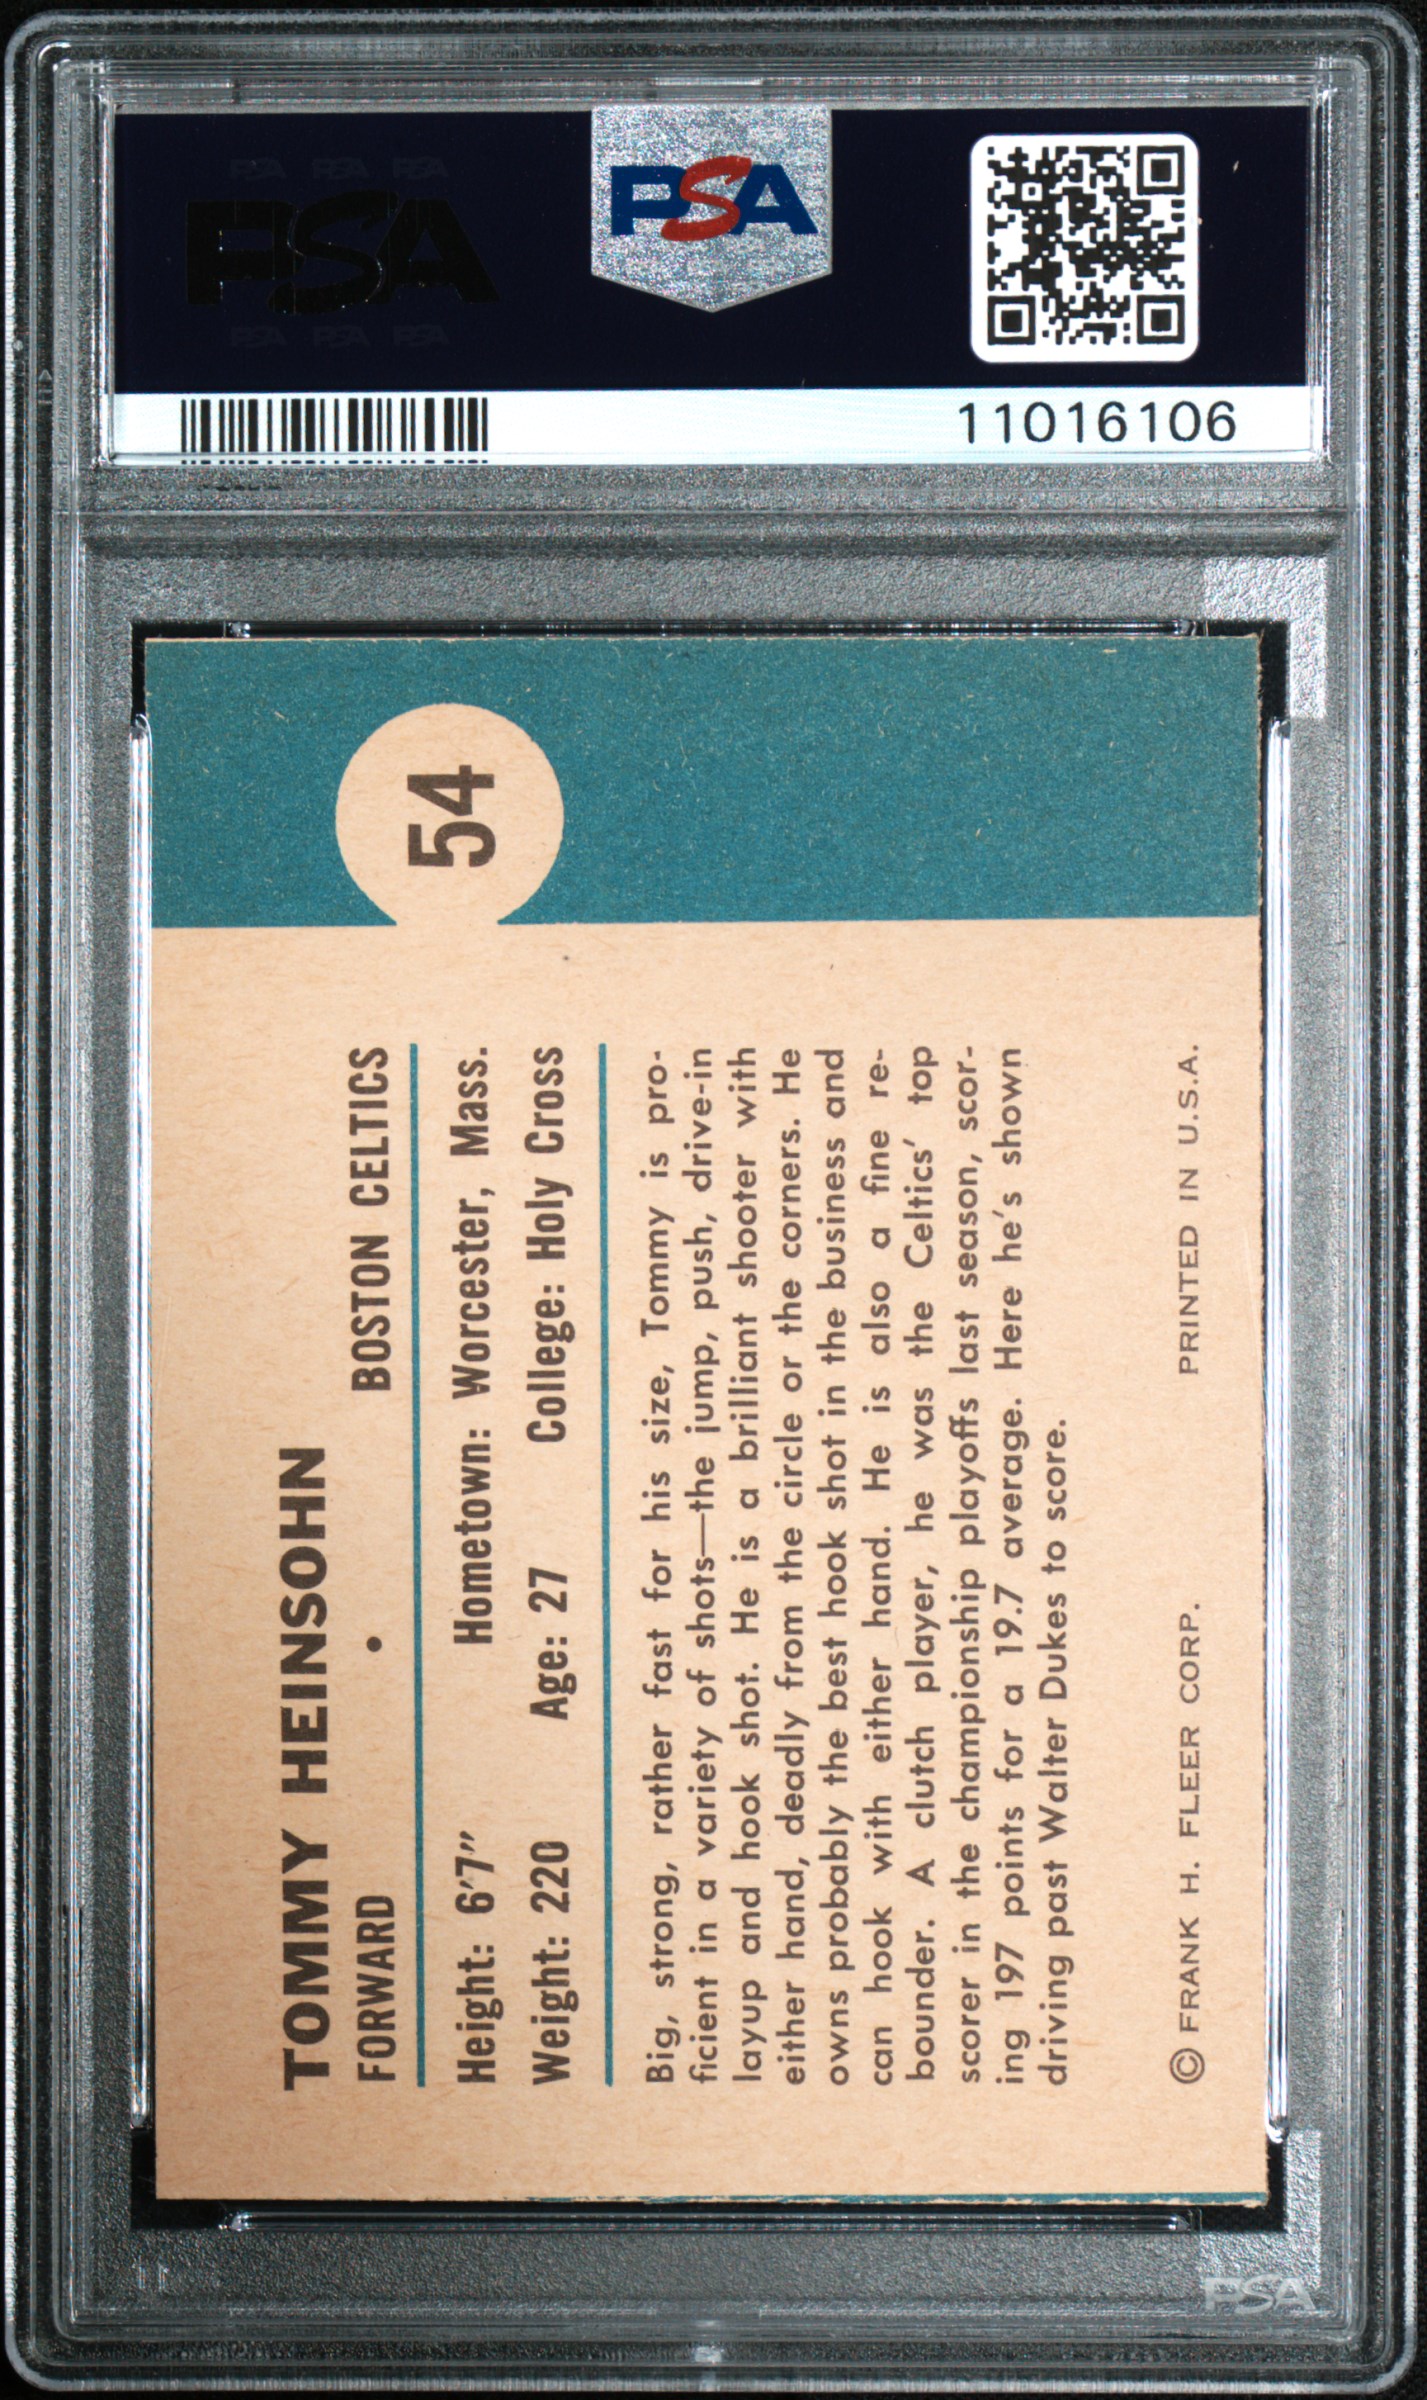 PSA PSA PSA
PSA
PSA PSA PSA
PSA
11016106
54
TOMMY HEINSOHN
FORWARD • BOSTON CELTICS
Height: 6'7" Hometown: Worcester, Mass.
Weight: 220 Age: 27 College: Holy Cross
Big, strong, rather fast for his size, Tommy is pro-
ficient in a variety of shots—the jump, push, drive-in
layup and hook shot. He is a brilliant shooter with
either hand, deadly from the circle or the corners. He
owns probably the best hook shot in the business and
can hook with either hand. He is also a fine re-
bounder. A clutch player, he was the Celtics' top
scorer in the championship playoffs last season, scor-
ing 197 points for a 19.7 average. Here he's shown
driving past Walter Dukes to score.
© FRANK H. FLEER CORP. PRINTED IN U.S.A.
PSA